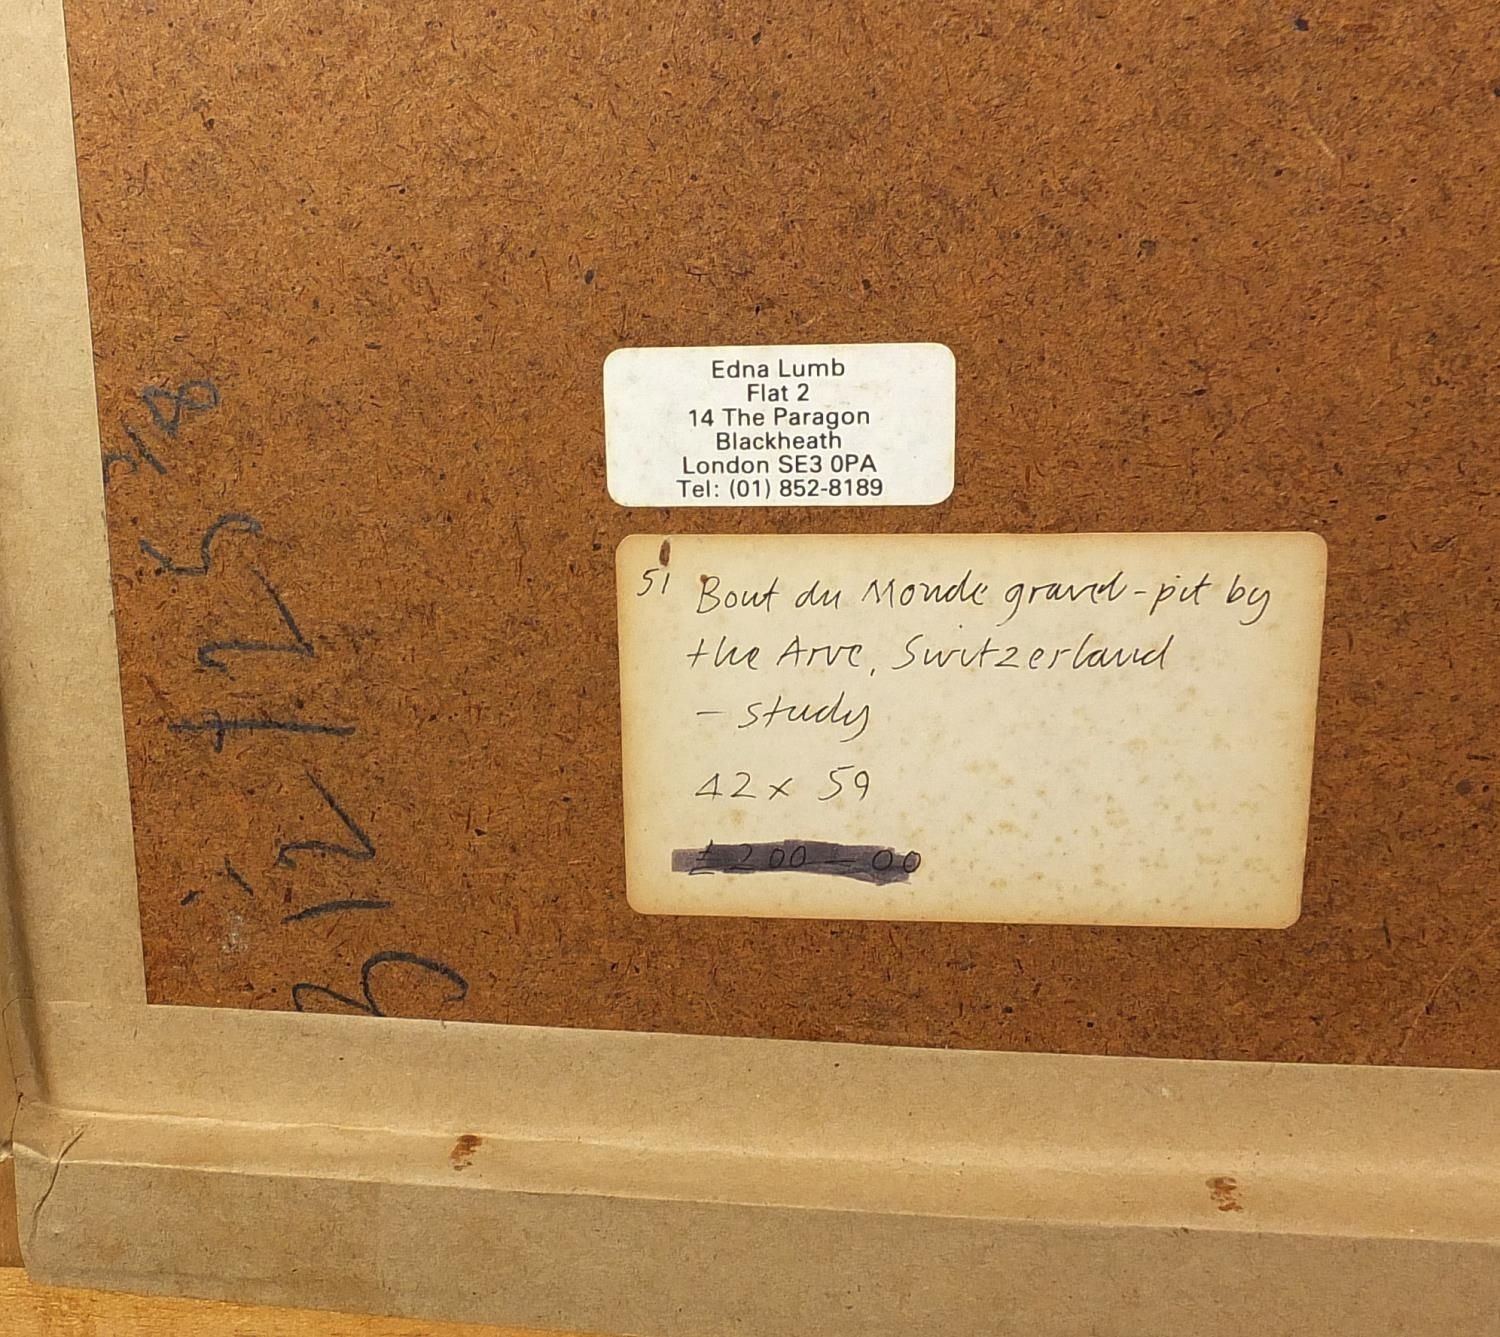 Edna Lumb
Flat 2
14 The Paragon
Blackheath
London SE3 0PA
Tel: (01) 852-8189
51 Bout du Monde gravel-pit by
the Arve, Switzerland
- study
42 x 59
£200-00